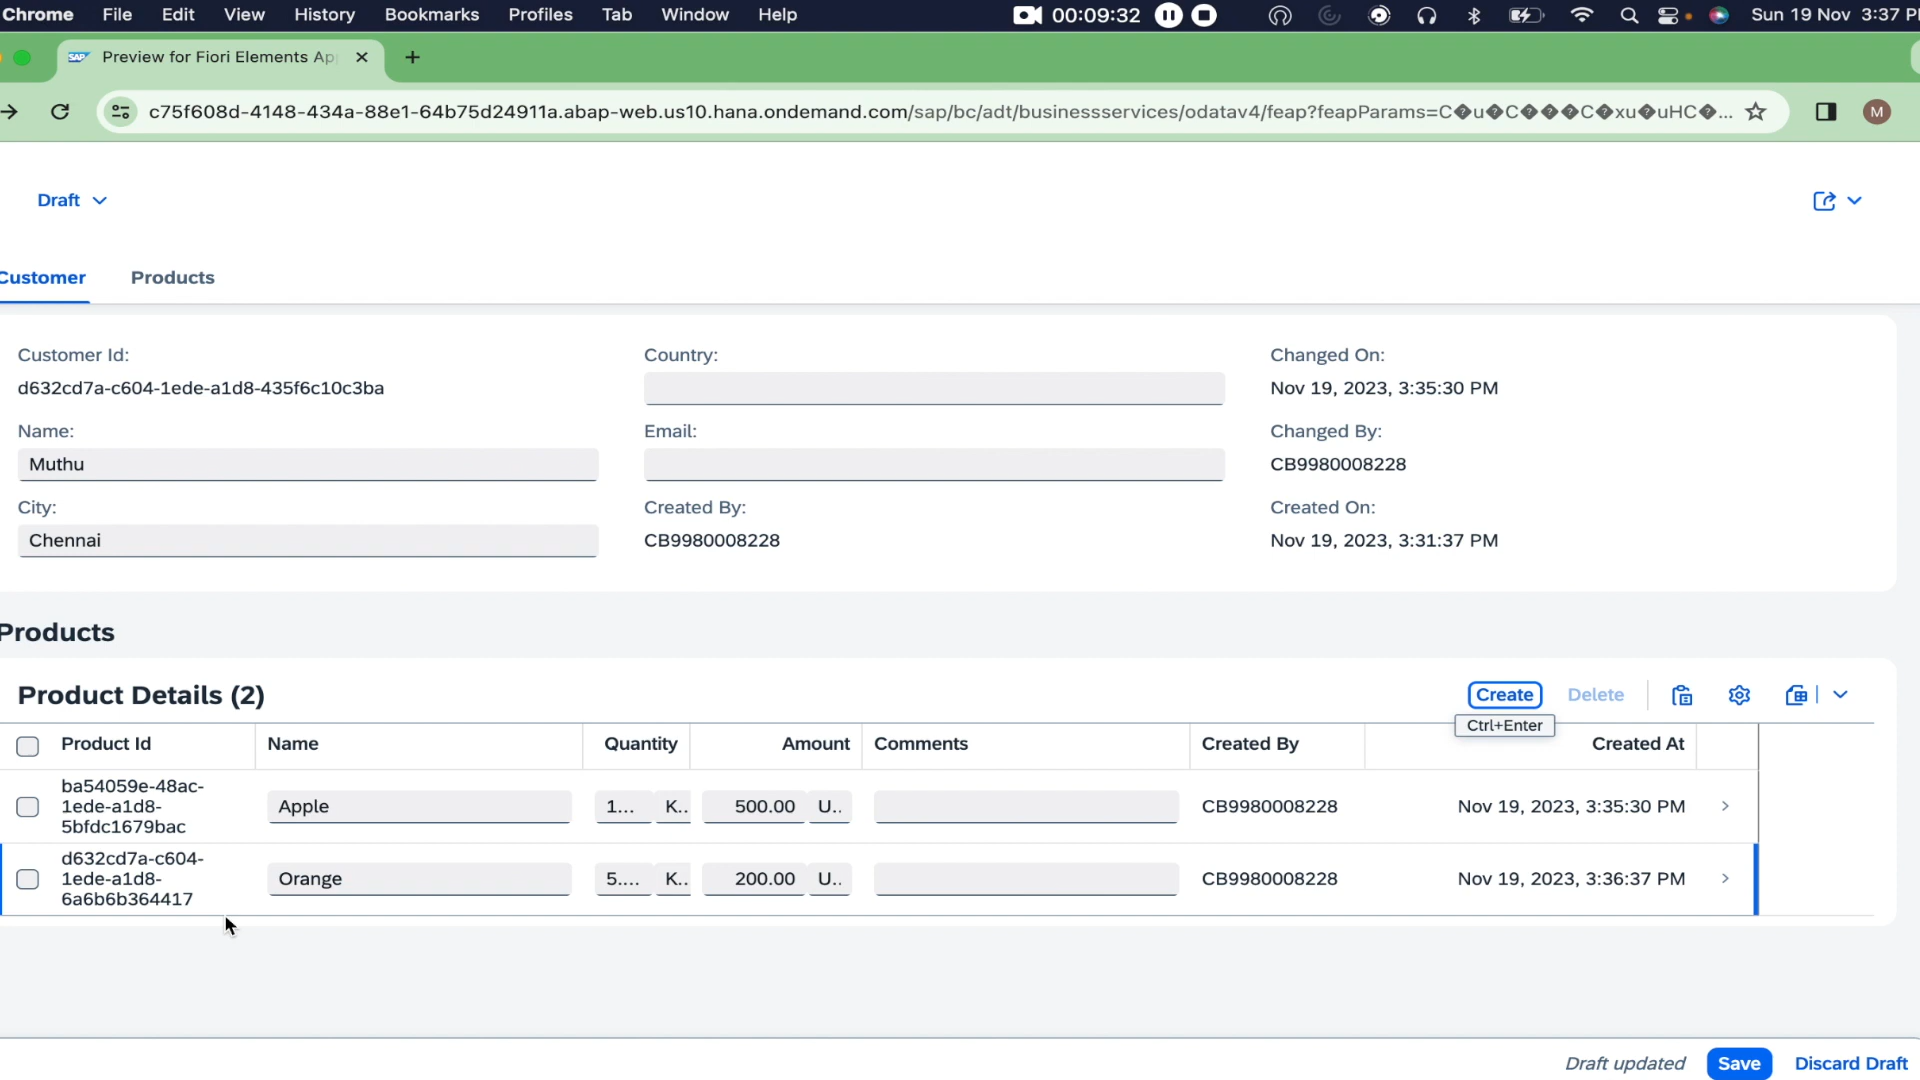 Chrome File Edit View History Bookmarks Profiles Tab Window Help 00:09:32 Sun 19 Nov 3:37 P
SAP Preview for Fiori Elements Ap
c75f608d-4148-434a-88e1-64b75d24911a.abap-web.us10.hana.ondemand.com/sap/bc/adt/businessservices/odatav4/feap?feapParams=C�u�C���C�xu�uHC�... M
Draft
Customer Products
Customer Id: Country: Changed On:
d632cd7a-c604-1ede-a1d8-435f6c10c3ba Nov 19, 2023, 3:35:30 PM
Name: Email: Changed By:
Muthu CB9980008228
City: Created By: Created On:
Chennai CB9980008228 Nov 19, 2023, 3:31:37 PM
Products
Product Details (2) Create Delete
Ctrl+Enter
Product Id Name Quantity Amount Comments Created By Created At
ba54059e-48ac-
1ede-a1d8- Apple 1... K.. 500.00 U.. CB9980008228 Nov 19, 2023, 3:35:30 PM
5bfdc1679bac
d632cd7a-c604-
1ede-a1d8- Orange 5.... K.. 200.00 U.. CB9980008228 Nov 19, 2023, 3:36:37 PM
6a6b6b364417
Draft updated Save Discard Draft